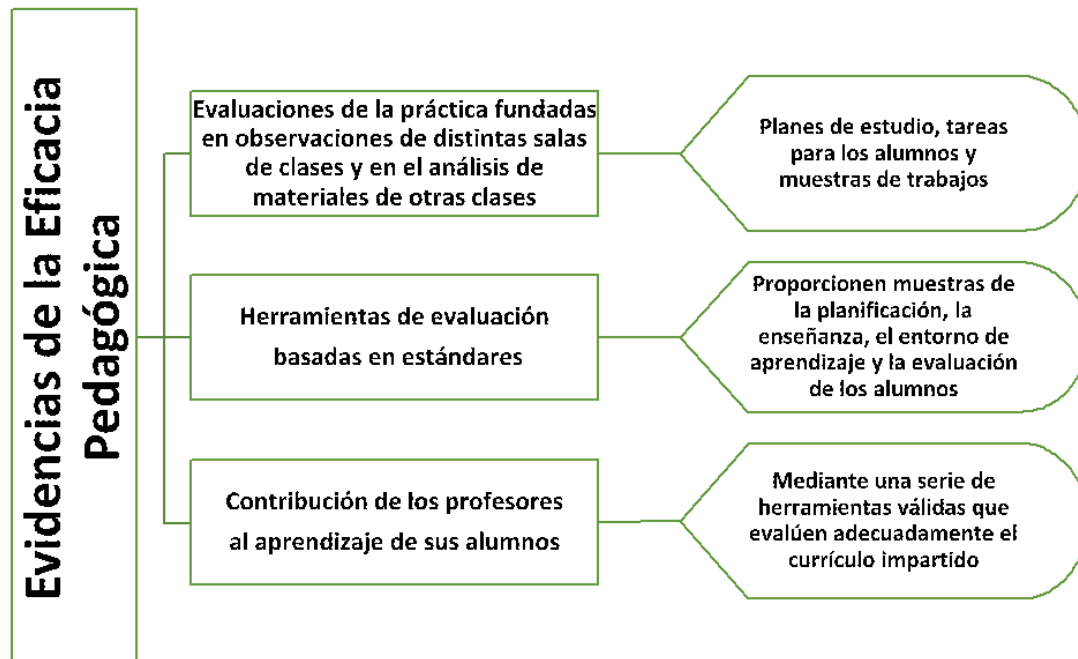 Evidencias de la Eficacia
Pedagógica
Evaluaciones de la práctica fundadas
en observaciones de distintas salas
de clases y en el análisis de
materiales de otras clases
Planes de estudio, tareas
para los alumnos y
muestras de trabajos
Herramientas de evaluación
basadas en estándares
Proporcionen muestras de
la planificación, la
enseñanza, el entorno de
aprendizaje y la evaluación
de los alumnos
Contribución de los profesores
al aprendizaje de sus alumnos
Mediante una serie de
herramientas válidas que
evalúen adecuadamente el
currículo impartido